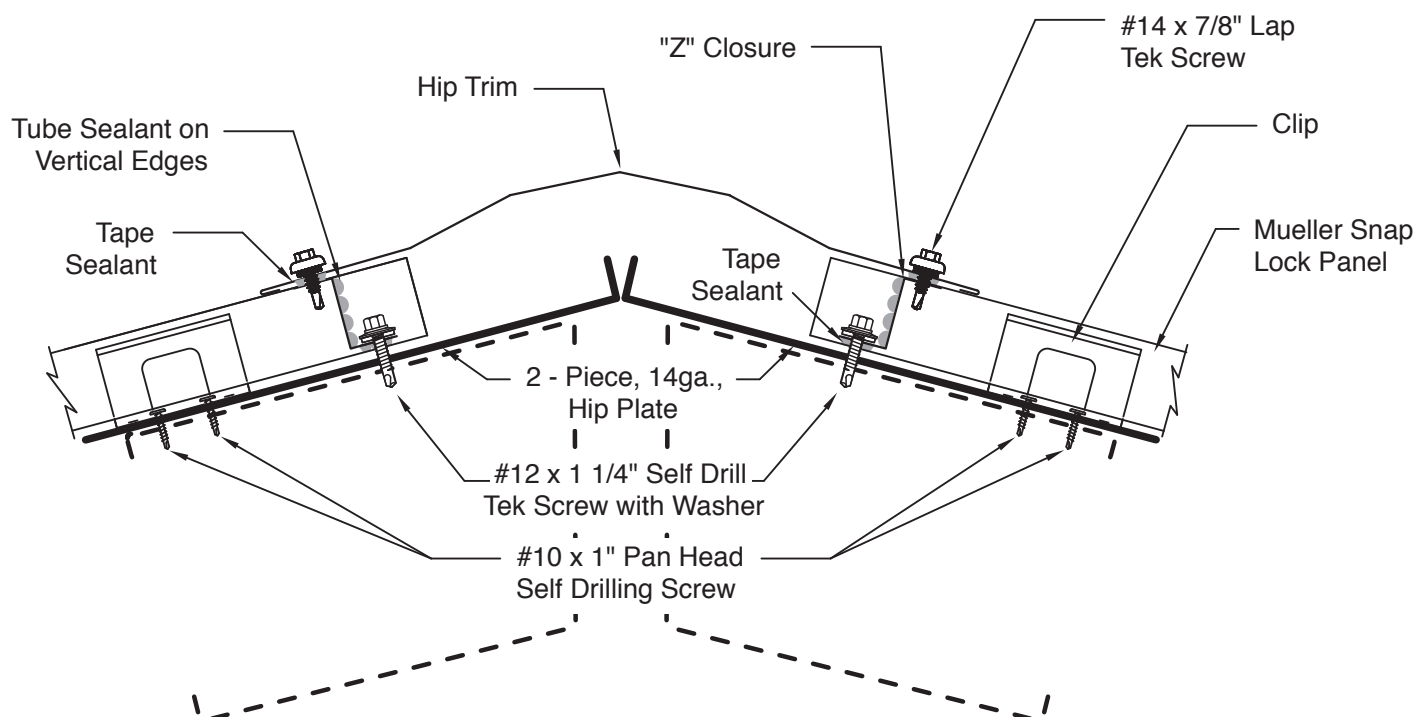 #14 x 7/8" Lap
Tek Screw
"Z" Closure
Hip Trim
Clip
Tube Sealant on
Vertical Edges
Mueller Snap
Lock Panel
Tape
Sealant
Tape
Sealant
2 - Piece, 14ga.,
Hip Plate
#12 x 1 1/4" Self Drill
Tek Screw with Washer
#10 x 1" Pan Head
Self Drilling Screw